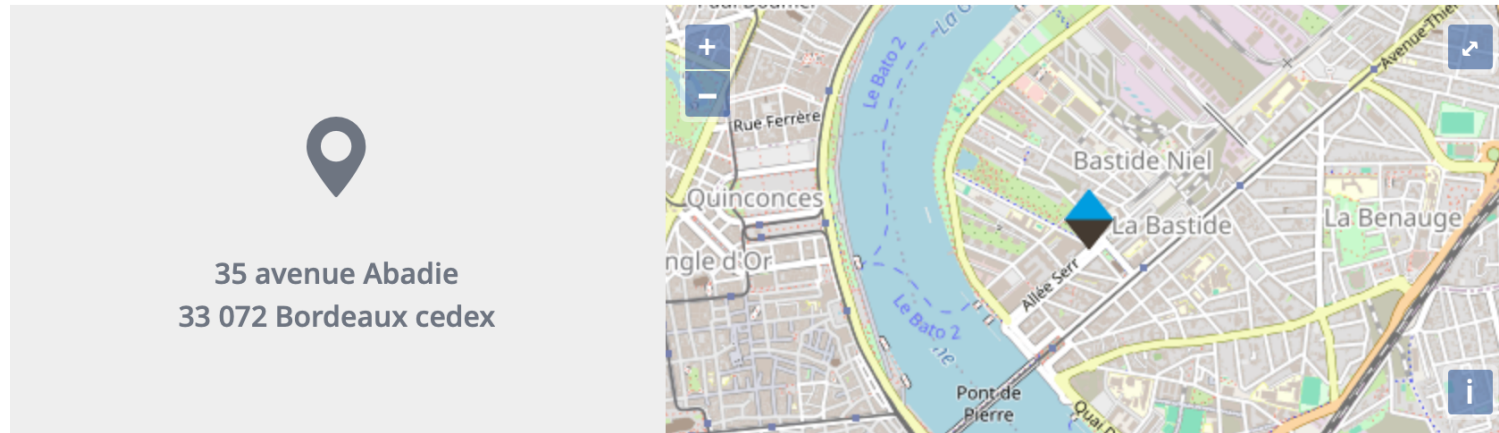 35 avenue Abadie
33 072 Bordeaux cedex
+
−
Le Bato 2
Rue Ferrère
Avenue Thie
Bastide Niel
Quinconces
La Bastide
La Benauge
ngle d'Or
Allée Serr
Le Bato 2
ne
Pont de
Pierre
Quai D
i